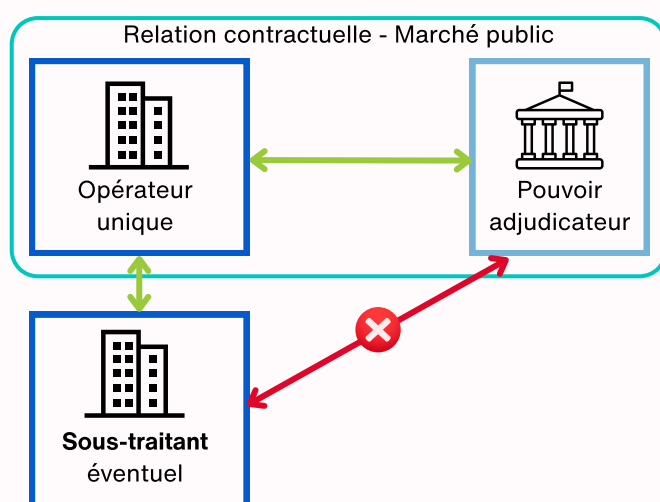 Relation contractuelle - Marché public
Opérateur
unique
Pouvoir
adjudicateur
Sous-traitant
éventuel